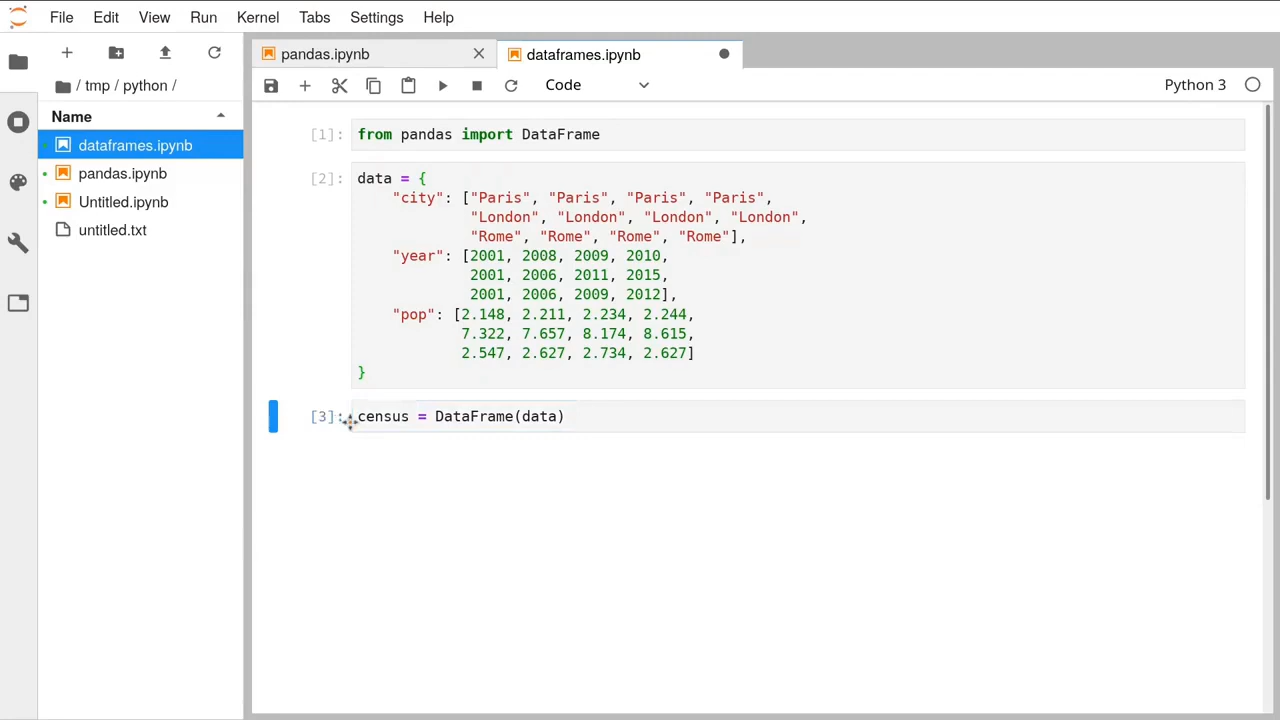 File Edit View Run Kernel Tabs Settings Help
pandas.ipynb
dataframes.ipynb
/ tmp / python /
Code
Python 3
Name
dataframes.ipynb
pandas.ipynb
Untitled.ipynb
untitled.txt
[1]: from pandas import DataFrame
[2]: data = {
"city": ["Paris", "Paris", "Paris", "Paris",
"London", "London", "London", "London",
"Rome", "Rome", "Rome", "Rome"],
"year": [2001, 2008, 2009, 2010,
2001, 2006, 2011, 2015,
2001, 2006, 2009, 2012],
"pop": [2.148, 2.211, 2.234, 2.244,
7.322, 7.657, 8.174, 8.615,
2.547, 2.627, 2.734, 2.627]
}
[3]: census = DataFrame(data)